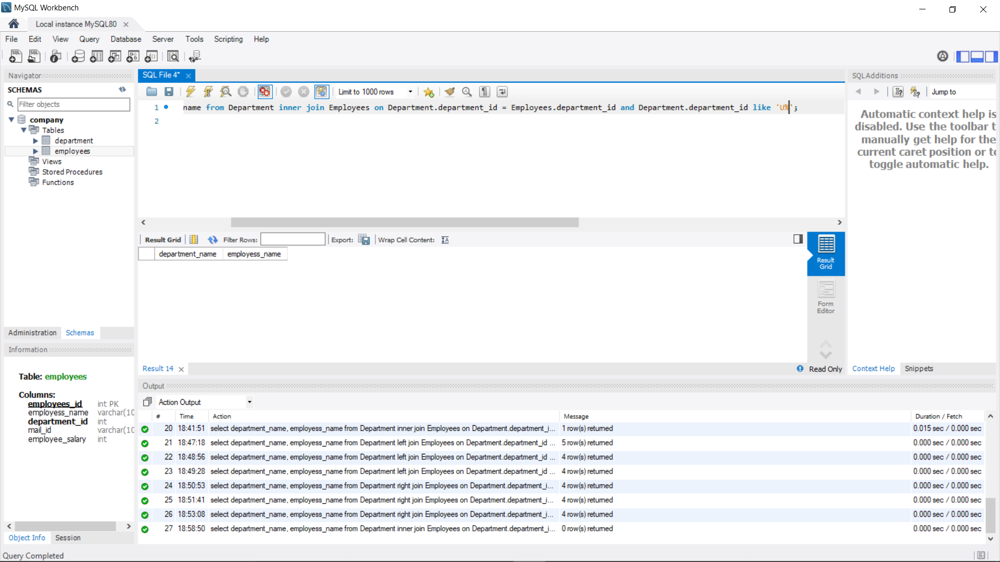 MySQL Workbench
Local instance MySQL80
File Edit View Query Database Server Tools Scripting Help
Navigator
SCHEMAS
Filter objects
company
Tables
department
employees
Views
Stored Procedures
Functions
Administration Schemas
Information
Table: employees
Columns:
employees_id int PK
employess_name varchar(10
department_id int
mail_id varchar(10
employee_salary int
Object Info Session
SQL File 4*
Limit to 1000 rows
1 name from Department inner join Employees on Department.department_id = Employees.department_id and Department.department_id like 'U%';
2
Result Grid Filter Rows: Export: Wrap Cell Content:
department_name employess_name
Result Grid
Form Editor
Result 14
Read Only
SQLAdditions
Jump to
Automatic context help is
disabled. Use the toolbar t
manually get help for the
current caret position or to
toggle automatic help.
Context Help Snippets
Output
Action Output
# Time Action Message Duration / Fetch
20 18:41:51 select department_name, employess_name from Department inner join Employees on Department.department_i... 1 row(s) returned 0.015 sec / 0.000 sec
21 18:47:18 select department_name, employess_name from Department left join Employees on Department.department_id ... 5 row(s) returned 0.000 sec / 0.000 sec
22 18:48:56 select department_name, employess_name from Department left join Employees on Department.department_id ... 4 row(s) returned 0.000 sec / 0.000 sec
23 18:49:28 select department_name, employess_name from Department left join Employees on Department.department_id ... 4 row(s) returned 0.000 sec / 0.000 sec
24 18:50:53 select department_name, employess_name from Department right join Employees on Department.department_i... 4 row(s) returned 0.000 sec / 0.000 sec
25 18:51:41 select department_name, employess_name from Department right join Employees on Department.department_i... 4 row(s) returned 0.000 sec / 0.000 sec
26 18:53:08 select department_name, employess_name from Department right join Employees on Department.department_i... 4 row(s) returned 0.000 sec / 0.000 sec
27 18:58:50 select department_name, employess_name from Department inner join Employees on Department.department_i... 0 row(s) returned 0.000 sec / 0.000 sec
Query Completed